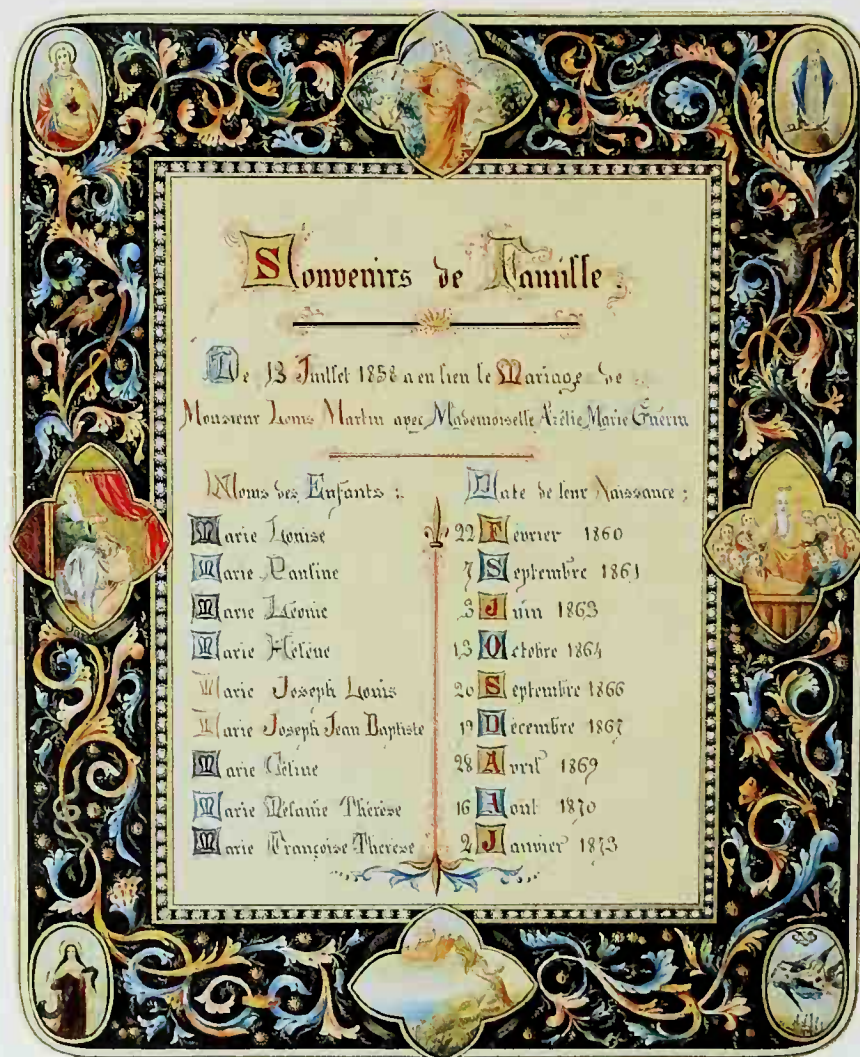 Souvenirs de Famille :
Le 13 Juillet 1858 a eu lieu le Mariage de
Monsieur Louis Martin avec Mademoiselle Azélie Marie Guérin
Noms des Enfants : Date de leur Naissance :
Marie Louise 22 Février 1860
Marie Pauline 7 Septembre 1861
Marie Léonie 3 Juin 1863
Marie Hélène 13 Octobre 1864
Marie Joseph Louis 20 Septembre 1866
Marie Joseph Jean Baptiste 19 Décembre 1867
Marie Céline 28 Avril 1869
Marie Mélanie Thérèse 16 Août 1870
Marie Françoise Thérèse 2 Janvier 1873